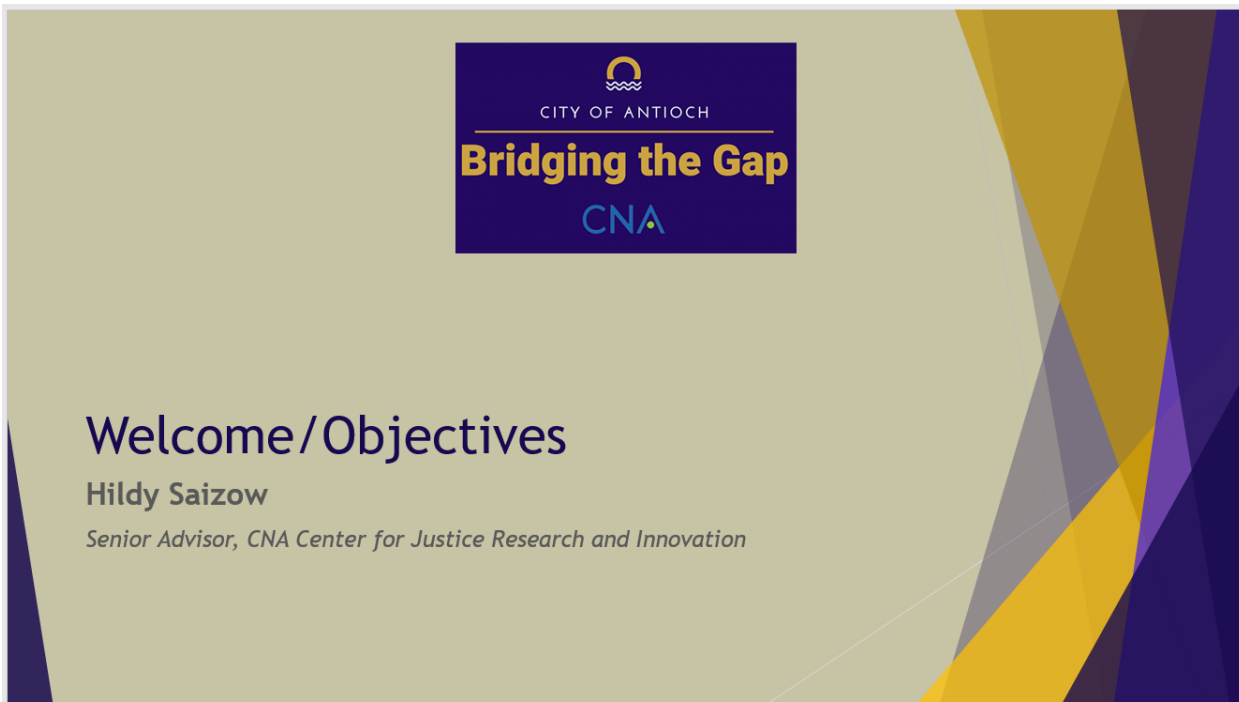 CITY OF ANTIOCH
Bridging the Gap
CNA
Welcome/Objectives
Hildy Saizow
Senior Advisor, CNA Center for Justice Research and Innovation